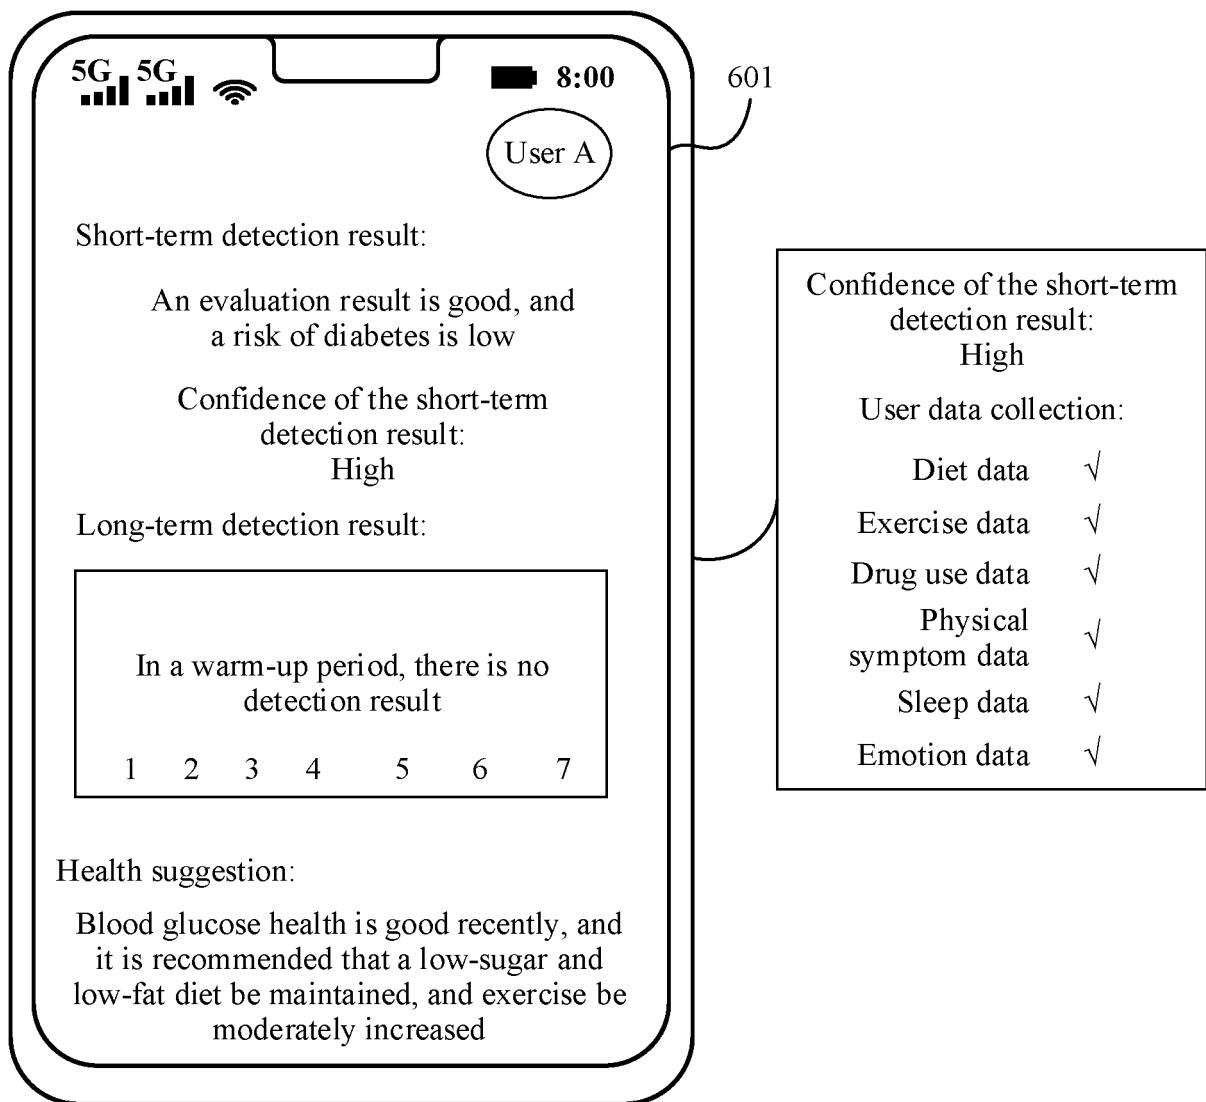 5G 5G 8:00
601
User A
Short-term detection result:
An evaluation result is good, and
a risk of diabetes is low
Confidence of the short-term
detection result:
High
Long-term detection result:
In a warm-up period, there is no
detection result
1 2 3 4 5 6 7
Health suggestion:
Blood glucose health is good recently, and
it is recommended that a low-sugar and
low-fat diet be maintained, and exercise be
moderately increased
Confidence of the short-term
detection result:
High
User data collection:
Diet data √
Exercise data √
Drug use data √
Physical
symptom data √
Sleep data √
Emotion data √